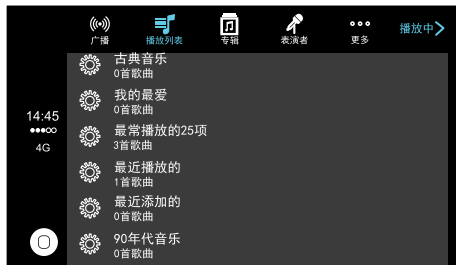 广播
播放列表
专辑
表演者
更多
播放中
古典音乐
0首歌曲
我的最爱
0首歌曲
14:45
4G
最常播放的25项
3首歌曲
最近播放的
1首歌曲
最近添加的
0首歌曲
90年代音乐
0首歌曲